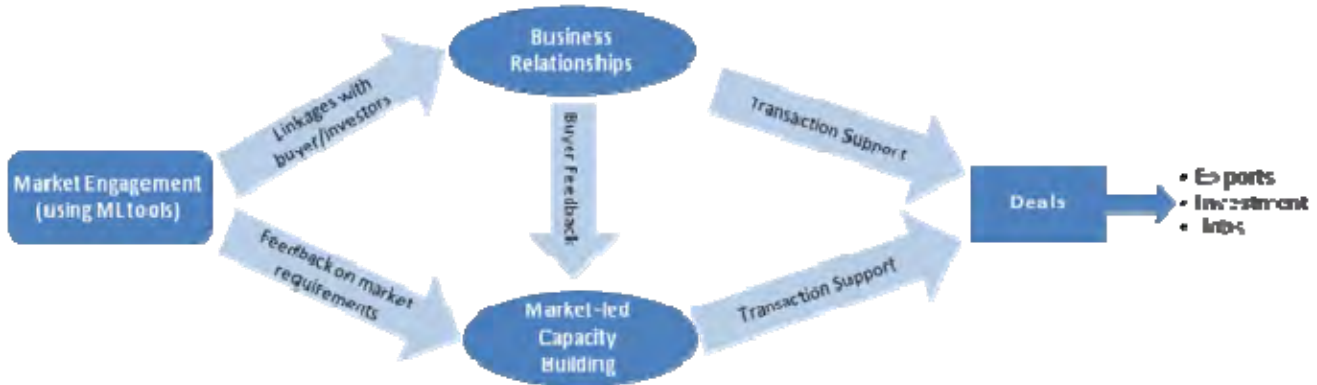 Business
Relationships
Linkages with
buyer/investors
Transaction Support
Buyer Feedback
Market Engagement
(using ML tools)
Deals
• Exports
• Investment
• Jobs
Feedback on market
requirements
Transaction Support
Market-led
Capacity
Building